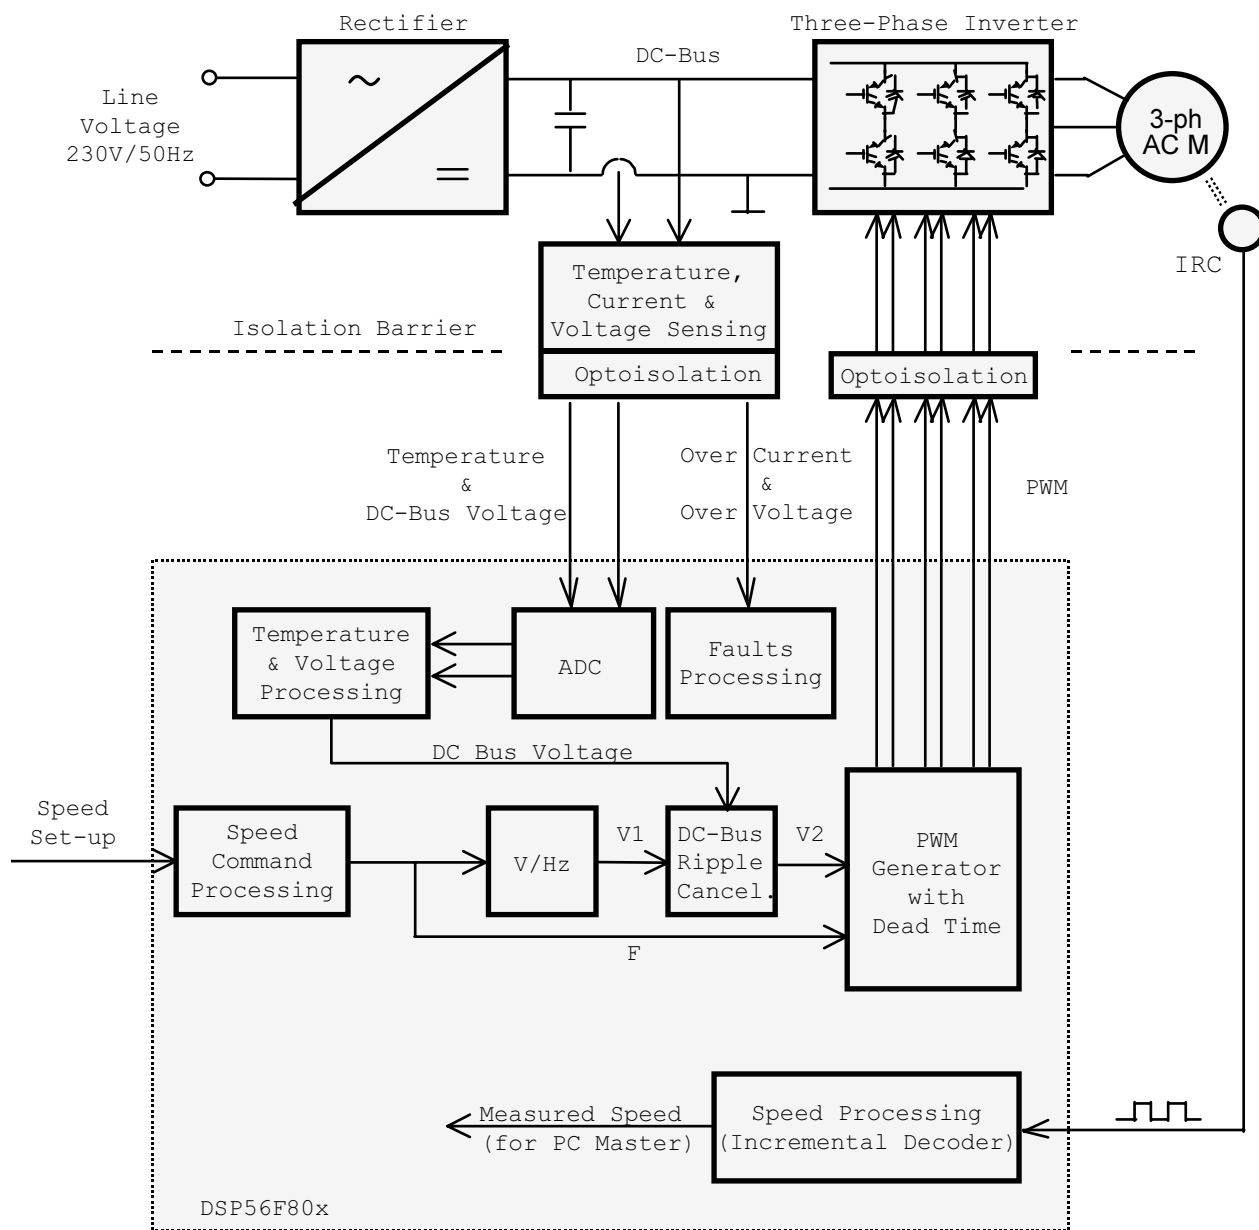 Rectifier
Three-Phase Inverter
DC-Bus
Line
Voltage
230V/50Hz
3-ph
AC M
IRC
Temperature,
Current &
Voltage Sensing
Isolation Barrier
Optoisolation
Optoisolation
Temperature
&
DC-Bus Voltage
Over Current
&
Over Voltage
PWM
Temperature
& Voltage
Processing
ADC
Faults
Processing
DC Bus Voltage
Speed
Set-up
Speed
Command
Processing
V/Hz
V1
DC-Bus
Ripple
Cancel.
V2
PWM
Generator
with
Dead Time
F
Measured Speed
(for PC Master)
Speed Processing
(Incremental Decoder)
DSP56F80x